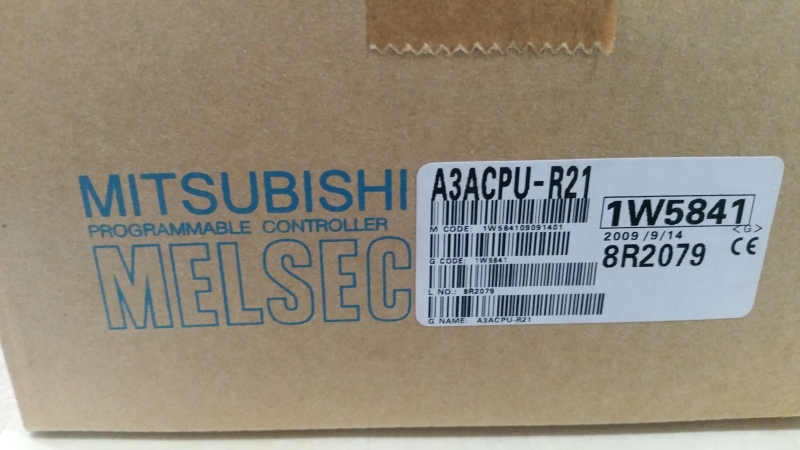 MITSUBISHI
PROGRAMMABLE CONTROLLER
MELSEC
A3ACPU-R21
M CODE: 1W584109091401
G CODE: 1W5841
L NO.: 8R2079
G NAME: A3ACPU-R21
1W5841
<G>
2009/9/14
8R2079
CE